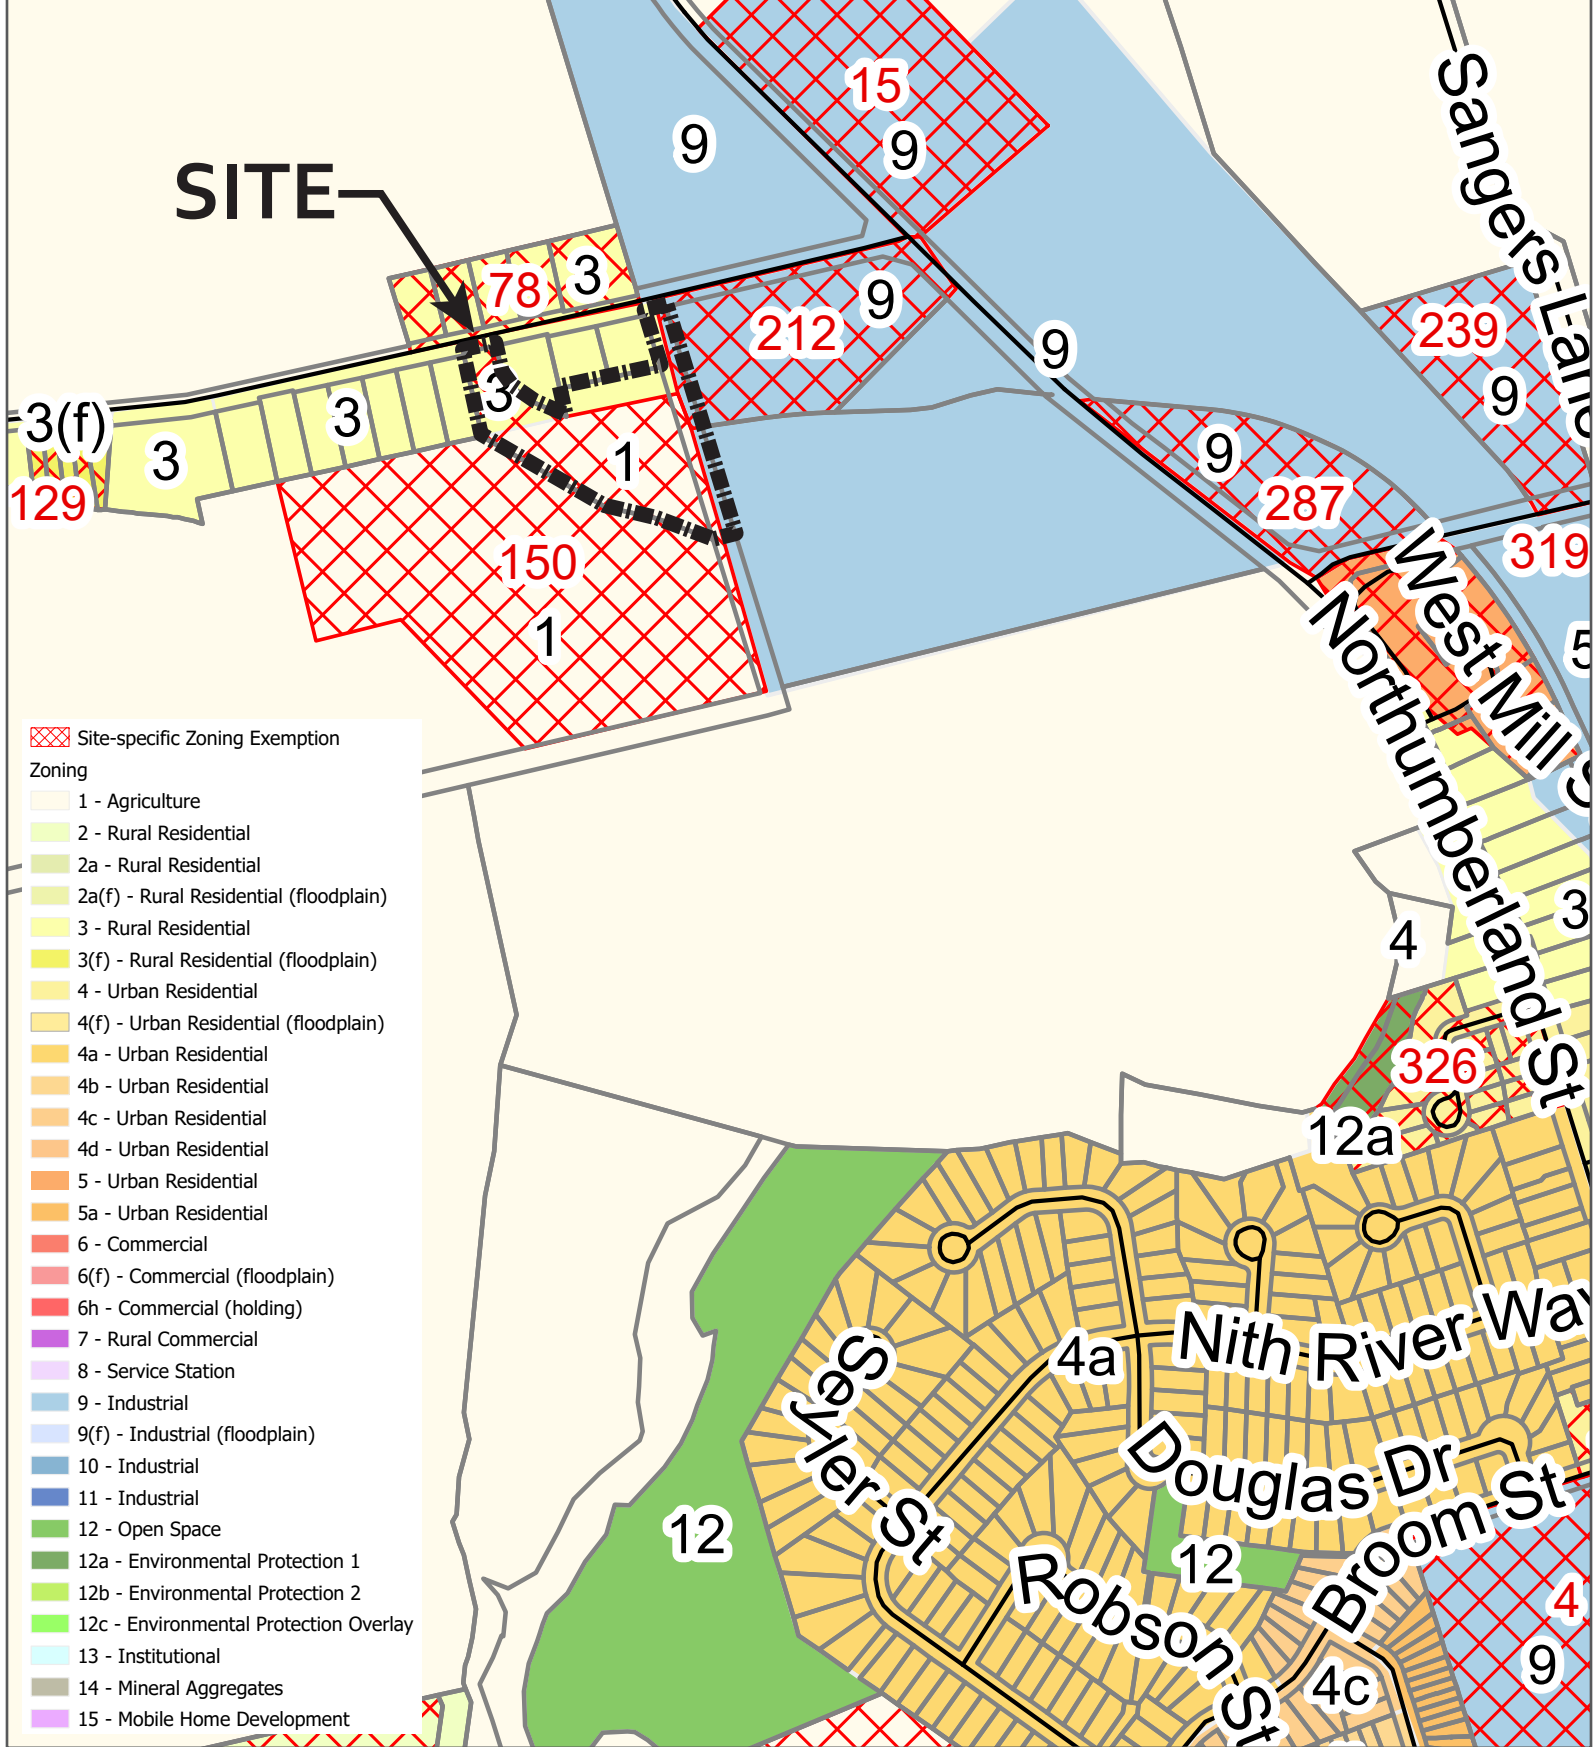 15
9
9
SITE
Sangers Lane
3
78
9
212
239
9
9
3
3(f)
3
3
1
9
287
129
150
319
1
West Mill S
5
Northumberland St
Site-specific Zoning Exemption
Zoning
1 - Agriculture
2 - Rural Residential
2a - Rural Residential
2a(f) - Rural Residential (floodplain)
3 - Rural Residential
3(f) - Rural Residential (floodplain)
4 - Urban Residential
4(f) - Urban Residential (floodplain)
4a - Urban Residential
4b - Urban Residential
4c - Urban Residential
4d - Urban Residential
5 - Urban Residential
5a - Urban Residential
6 - Commercial
6(f) - Commercial (floodplain)
6h - Commercial (holding)
7 - Rural Commercial
8 - Service Station
9 - Industrial
9(f) - Industrial (floodplain)
10 - Industrial
11 - Industrial
12 - Open Space
12a - Environmental Protection 1
12b - Environmental Protection 2
12c - Environmental Protection Overlay
13 - Institutional
14 - Mineral Aggregates
15 - Mobile Home Development
3
4
326
12a
Nith River Way
4a
Seyler St
Douglas Dr
Broom St
12
12
Robson St
4
9
4c